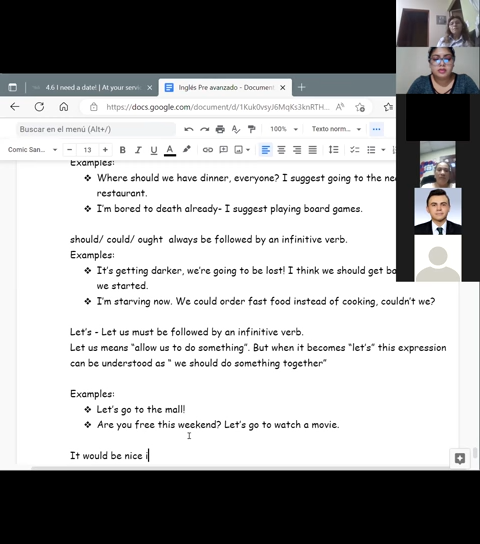 4.6 I need a date! | At your servic
Inglés Pre avanzado - Document
https://docs.google.com/document/d/1Kuk0vsyJ6MqKs3knRTH...
Buscar en el menú (Alt+/)
100%
Texto norm...
Comic San...
13
Examples:
❖ Where should we have dinner, everyone? I suggest going to the
restaurant.
❖ I'm bored to death already- I suggest playing board games.
should/ could/ ought always be followed by an infinitive verb.
Examples:
❖ It's getting darker, we're going to be lost! I think we should get
we started.
❖ I'm starving now. We could order fast food instead of cooking, couldn't we?
Let's - Let us must be followed by an infinitive verb.
Let us means "allow us to do something". But when it becomes "let's" this expression
can be understood as " we should do something together"
Examples:
❖ Let's go to the mall!
❖ Are you free this weekend? Let's go to watch a movie.
It would be nice i